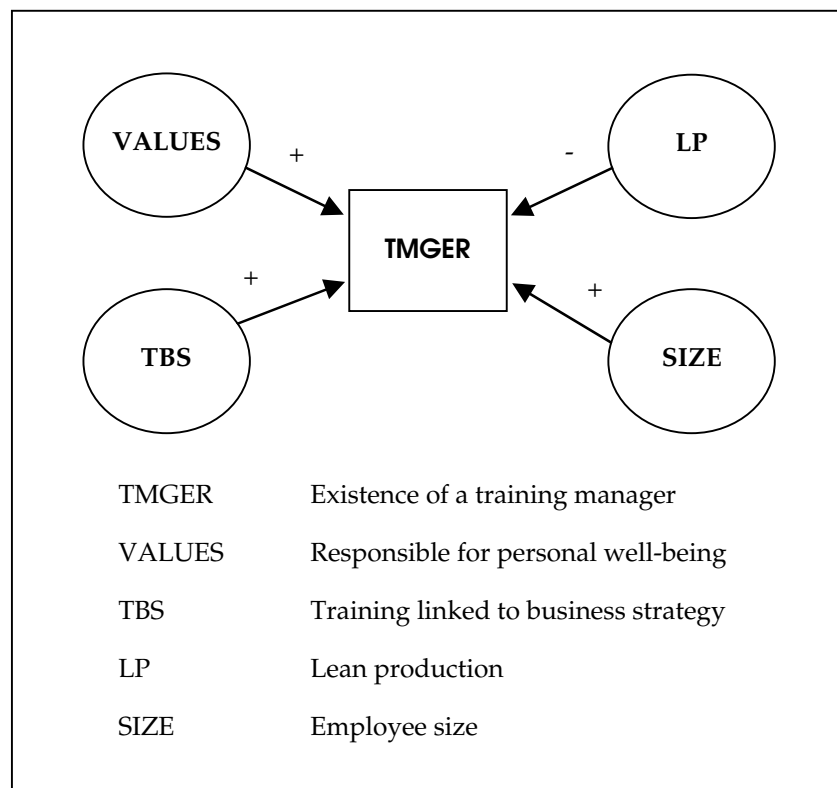 VALUES
LP
+
-
TMGER
+
+
TBS
SIZE
TMGER Existence of a training manager
VALUES Responsible for personal well-being
TBS Training linked to business strategy
LP Lean production
SIZE Employee size